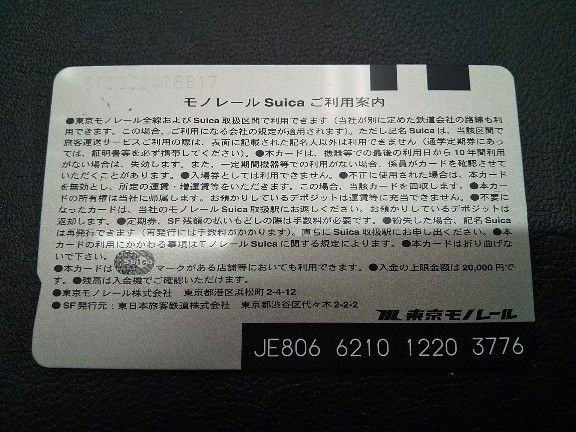 モノレール Suica ご利用案内
●東京モノレール全線およびSuica取扱区間で利用できます（当社が別に定めた鉄道会社の路線も利
用できます。この場合、ご利用になる会社の規定が適用されます）。ただし記名Suicaは、当該区間で
旅客運送サービスご利用の際は、表面に記載された記名人以外は利用できません（通学定期券にあっ
ては、証明書等を必ず携帯してください）。●本カードは、機器等での最後の利用日から10年間利用
がない場合は、失効します。また、一定期間機器等での利用がない場合、係員がカードを確認させて
いただくことがあります。●入場券としては利用できません。●不正に使用された場合は、本カード
を無効とし、所定の運賃・増運賃等をいただきます。この場合、当該カードを回収します。●本カー
ドの所有権は当社に帰属します。お預かりしているデポジットは運賃等に充当できません。●不要に
なったカードは、当社のモノレールSuica取扱駅にお返しください。お預かりしているデポジットは
返却します。●定期券、SF残額の払いもどしの際は手数料が必要です。●紛失した場合、記名Suica
は再発行できます（再発行には手数料がかかります）。直ちにSuica取扱駅にお申し出ください。●本
カードの利用にかかわる事項はモノレールSuicaに関する規定によります。●本カードは折り曲げな
いで下さい。
●本カードは マークがある店舗等においても利用できます。●入金の上限金額は20,000円で
す。●残高は入金機でご確認いただけます。
●東京モノレール株式会社 東京都港区浜松町2-4-12
●SF発行元：東日本旅客鉄道株式会社 東京都渋谷区代々木2-2-2
東京モノレール
JE806 6210 1220 3776